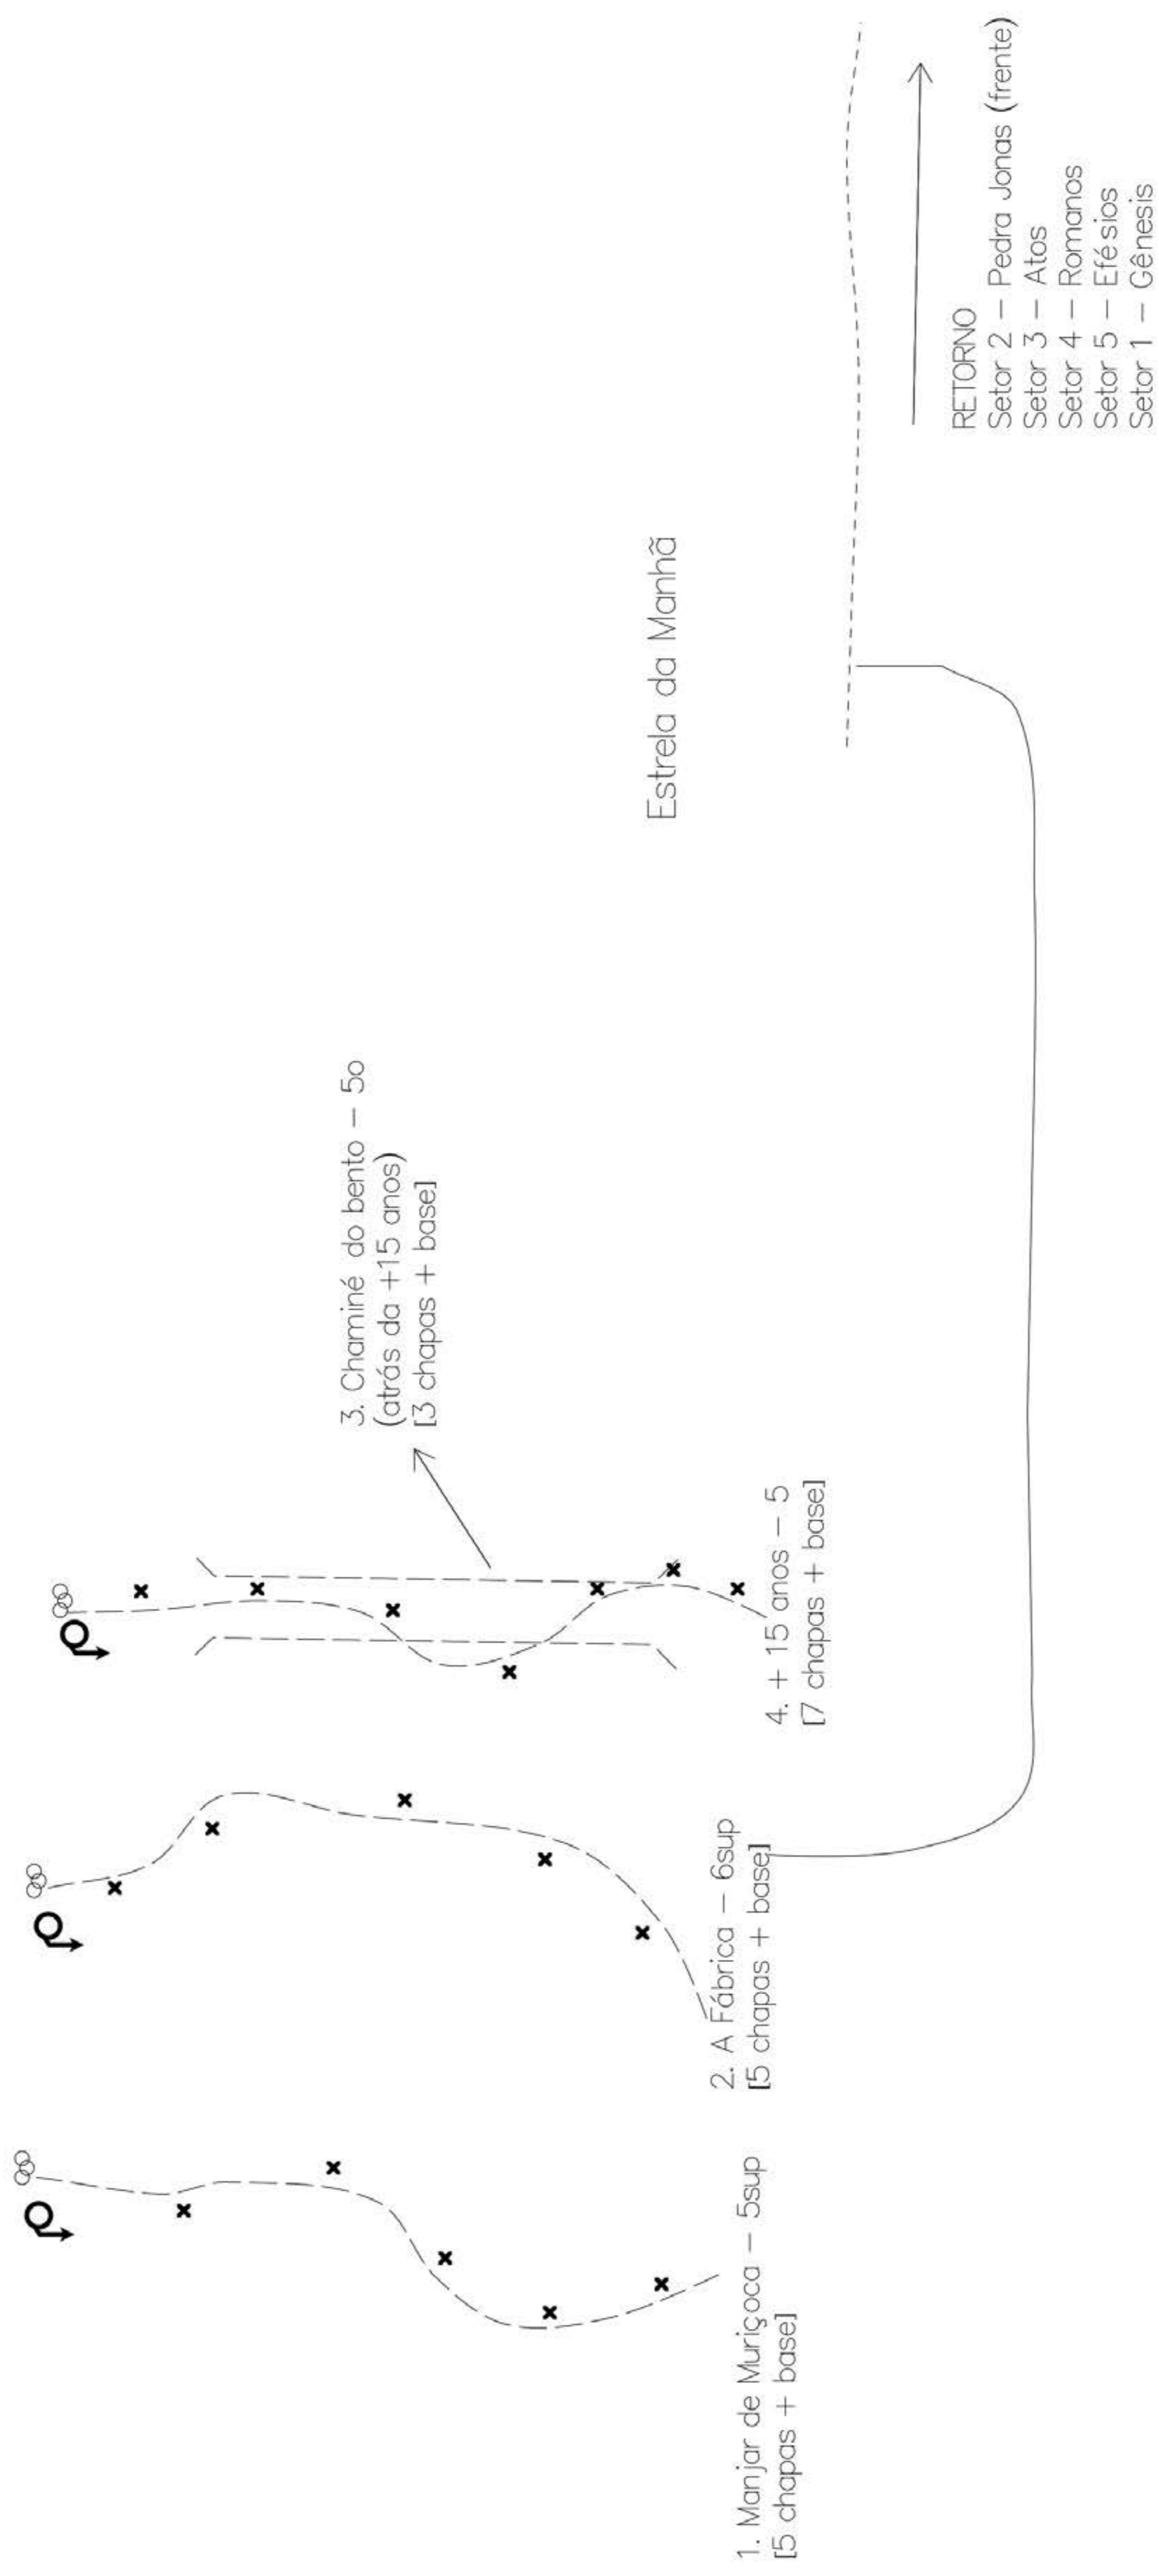 1. Manjar de Muriçoca – 5sup
[5 chapas + base]
2. A Fábrica – 6sup
[5 chapas + base]
3. Chaminé do bento – 5o
(atrás da +15 anos)
[3 chapas + base]
4. + 15 anos – 5
[7 chapas + base]
Estrela da Manhã
RETORNO
Setor 2 – Pedra Jonas (frente)
Setor 3 – Atos
Setor 4 – Romanos
Setor 5 – Efésios
Setor 1 – Gênesis